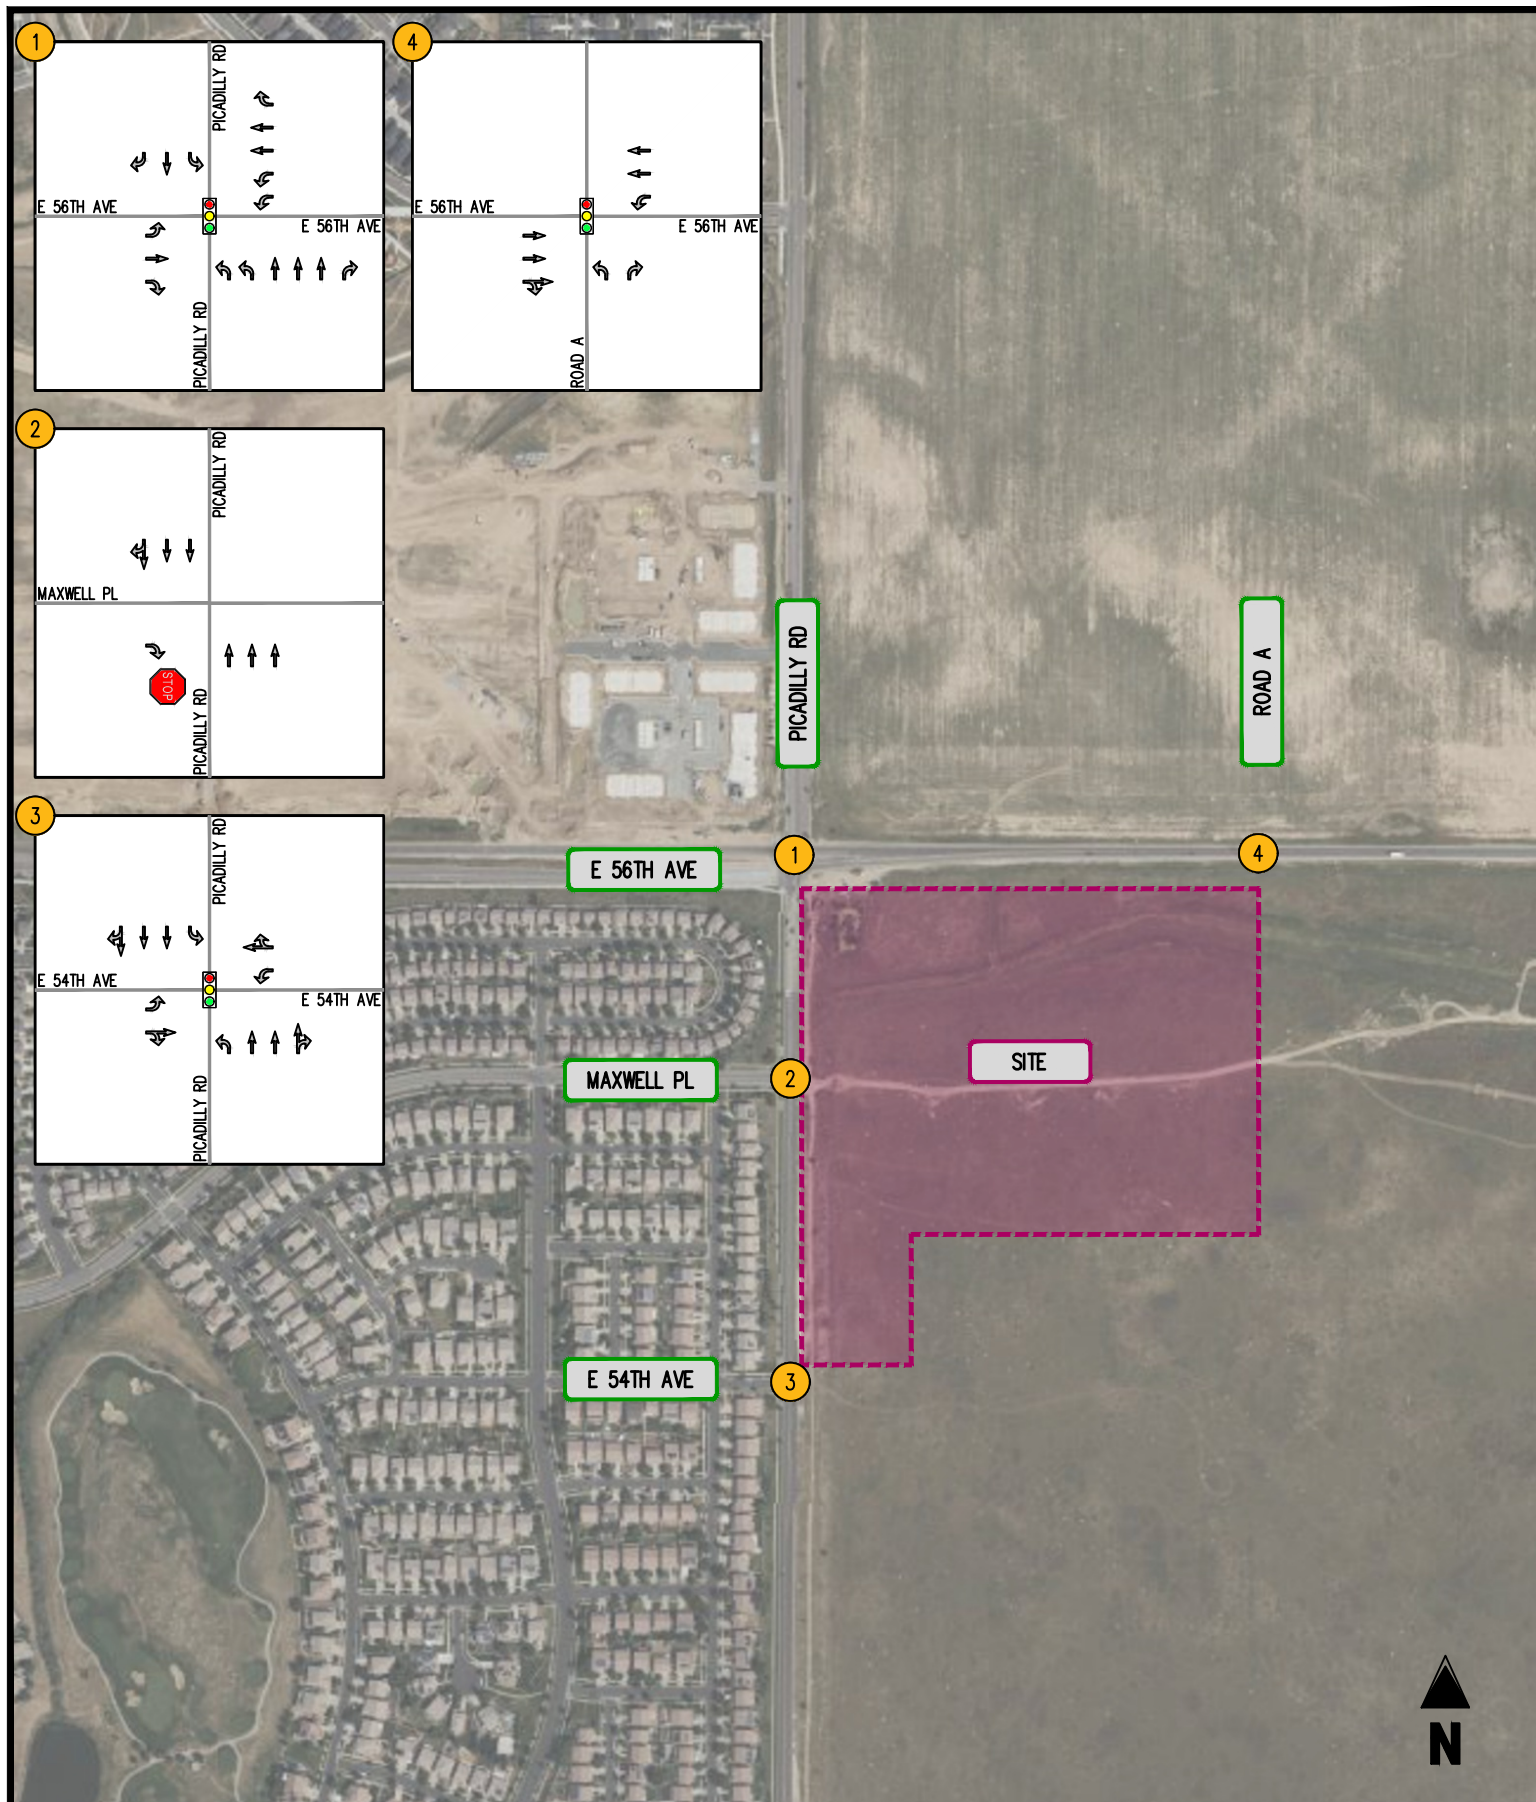 1
PICADILLY RD
E 56TH AVE
E 56TH AVE
PICADILLY RD
4
E 56TH AVE
E 56TH AVE
ROAD A
2
PICADILLY RD
MAXWELL PL
STOP
PICADILLY RD
3
PICADILLY RD
E 54TH AVE
E 54TH AVE
PICADILLY RD
PICADILLY RD
ROAD A
E 56TH AVE
1
4
SITE
MAXWELL PL
2
E 54TH AVE
3
N